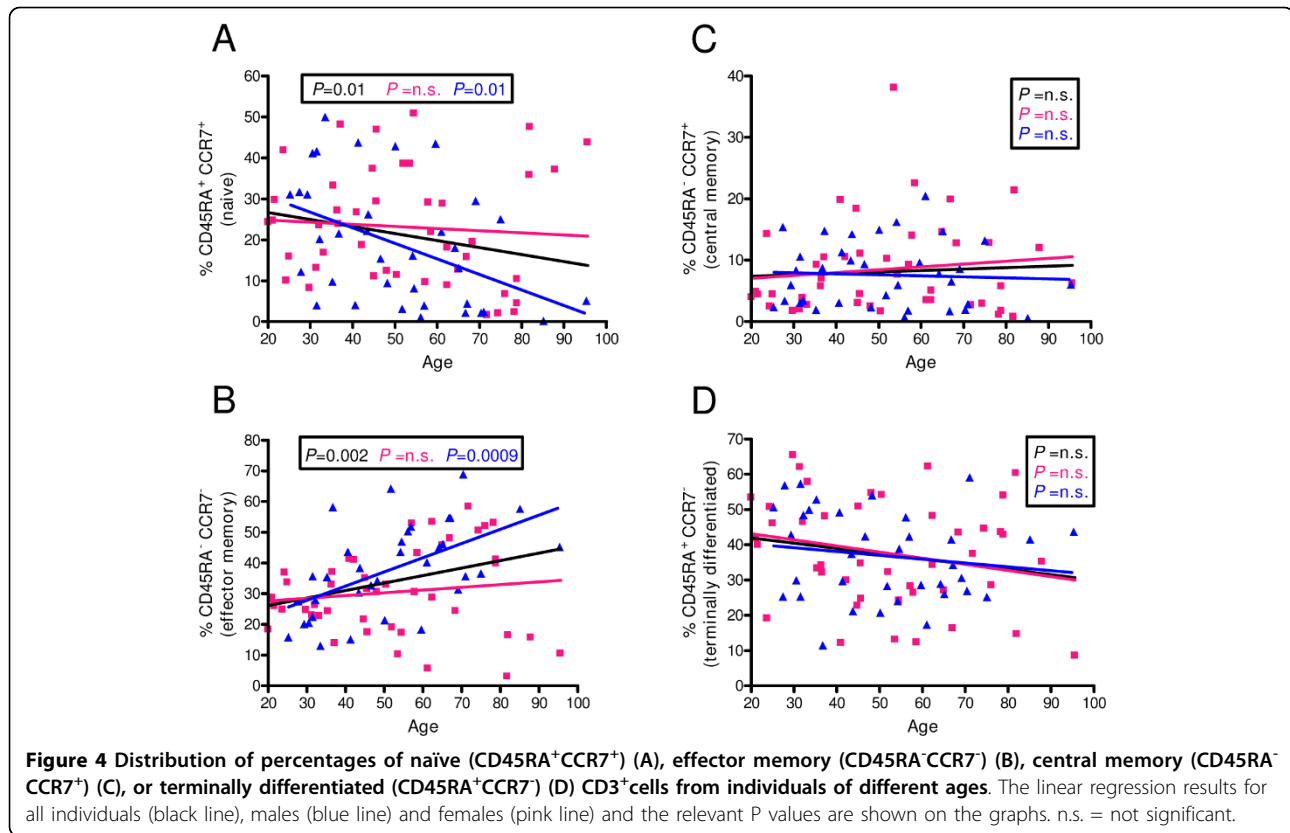 A
P=0.01 P=n.s. P=0.01
% CD45RA⁺ CCR7⁺
(naive)
60
50
40
30
20
10
0
20 30 40 50 60 70 80 90 100
Age
C
P=n.s.
P=n.s.
P=n.s.
% CD45RA⁻ CCR7⁺
(central memory)
40
30
20
10
0
20 30 40 50 60 70 80 90 100
Age
B
P=0.002 P=n.s. P=0.0009
% CD45RA⁻ CCR7⁻
(effector memory)
80
70
60
50
40
30
20
10
0
20 30 40 50 60 70 80 90 100
Age
D
P=n.s.
P=n.s.
P=n.s.
% CD45RA⁺ CCR7⁻
(terminally differentiated)
70
60
50
40
30
20
10
0
20 30 40 50 60 70 80 90 100
Age
Figure 4 Distribution of percentages of naïve (CD45RA⁺CCR7⁺) (A), effector memory (CD45RA⁻CCR7⁻) (B), central memory (CD45RA⁻
CCR7⁺) (C), or terminally differentiated (CD45RA⁺CCR7⁻) (D) CD3⁺cells from individuals of different ages. The linear regression results for
all individuals (black line), males (blue line) and females (pink line) and the relevant P values are shown on the graphs. n.s. = not significant.